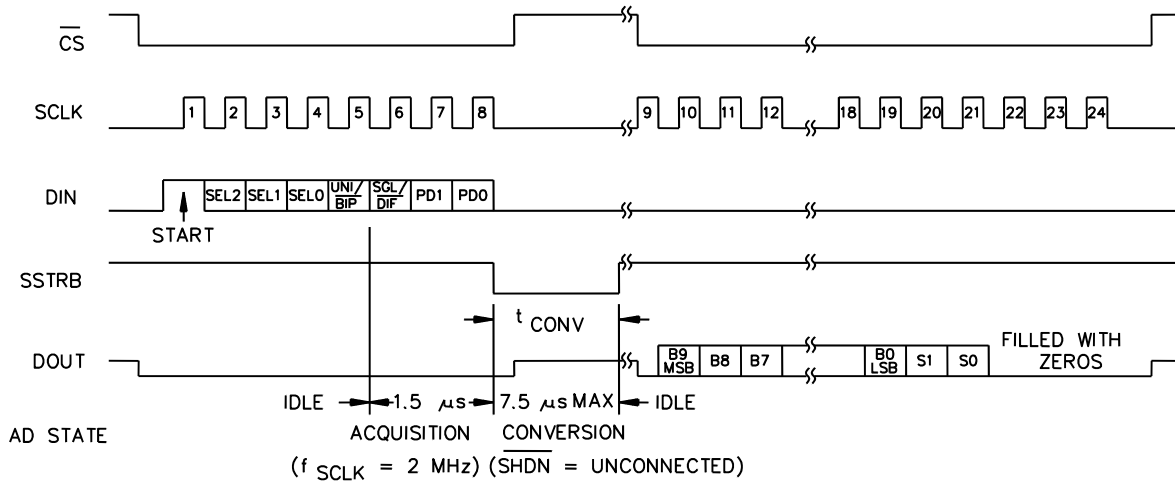 CS
SCLK 1 2 3 4 5 6 7 8 9 10 11 12 18 19 20 21 22 23 24
DIN SEL2 SEL1 SEL0 UNI/BIP SGL/DIF PD1 PD0
START
SSTRB
t CONV
DOUT B9 MSB B8 B7 B0 LSB S1 S0 FILLED WITH ZEROS
IDLE 1.5 μs 7.5 μs MAX IDLE
AD STATE ACQUISITION CONVERSION
(f SCLK = 2 MHz) (SHDN = UNCONNECTED)